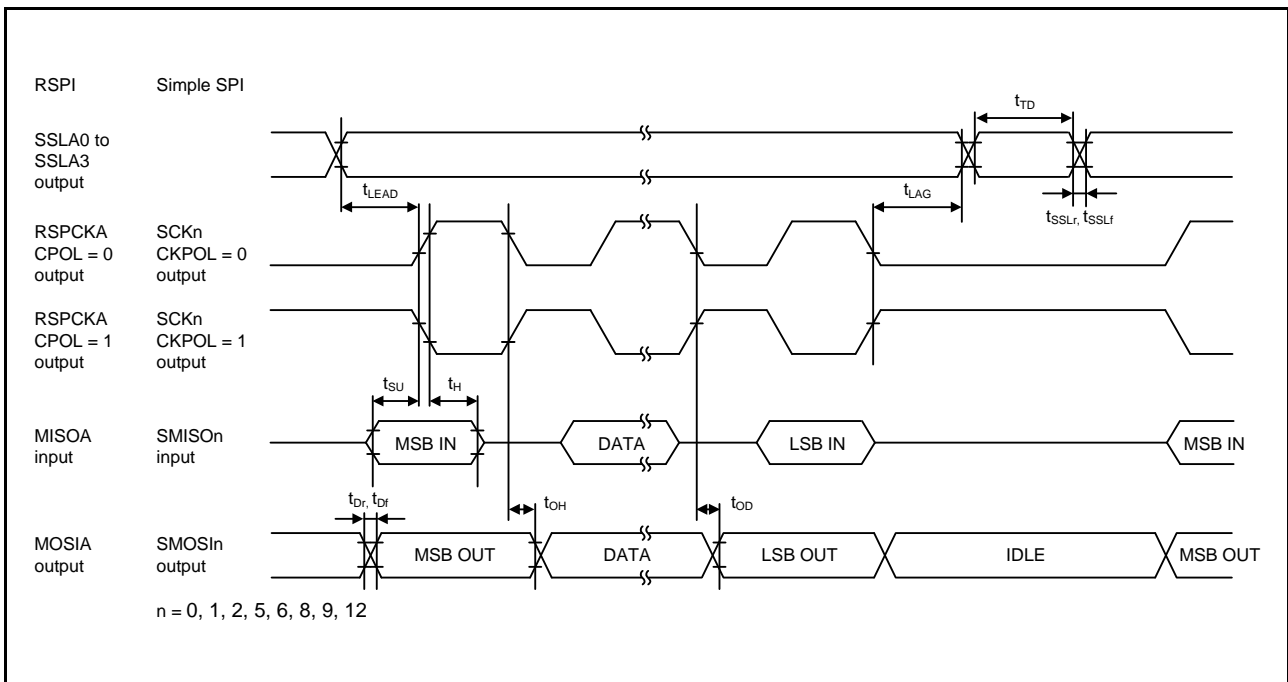 RSPI Simple SPI
tTD
SSLA0 to
SSLA3
output
tLEAD
tLAG
tSSLr, tSSLf
RSPCKA SCKn
CPOL = 0 CKPOL = 0
output output
RSPCKA SCKn
CPOL = 1 CKPOL = 1
output output
tSU tH
MISOA SMISOn
input input
MSB IN DATA LSB IN MSB IN
tDr, tDf tOH tOD
MOSIA SMOSIn
output output
MSB OUT DATA LSB OUT IDLE MSB OUT
n = 0, 1, 2, 5, 6, 8, 9, 12